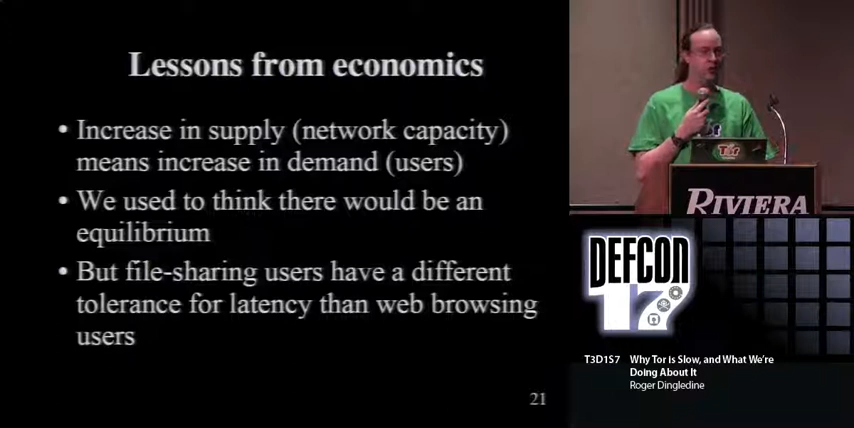 Lessons from economics
• Increase in supply (network capacity)
means increase in demand (users)
• We used to think there would be an
equilibrium
• But file-sharing users have a different
tolerance for latency than web browsing
users
21
Tor
RIVIERA
DEFCON
17
T3D1S7 Why Tor is Slow, and What We're
Doing About It
Roger Dingledine